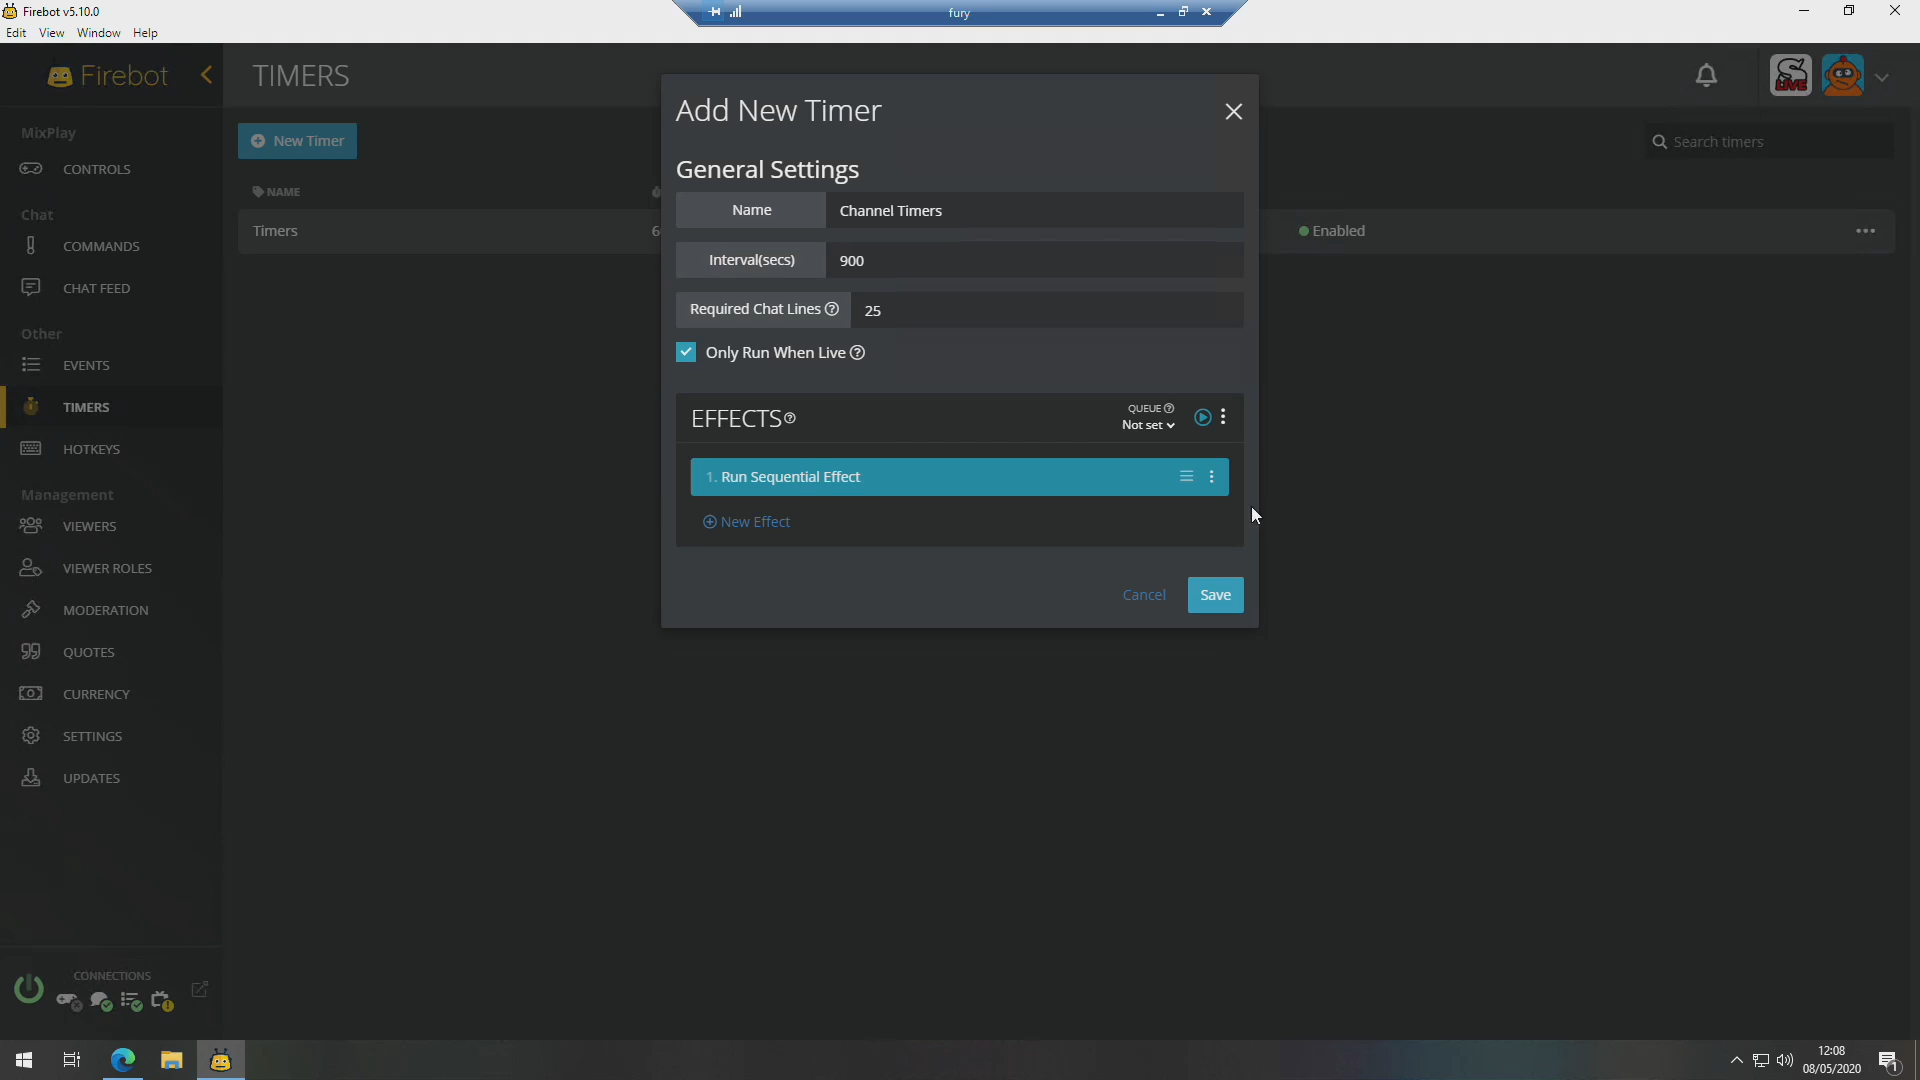 Firebot v5.10.0
fury
Edit View Window Help
Firebot
TIMERS
MixPlay
CONTROLS
Chat
COMMANDS
CHAT FEED
Other
EVENTS
TIMERS
HOTKEYS
Management
VIEWERS
VIEWER ROLES
MODERATION
QUOTES
CURRENCY
SETTINGS
UPDATES
CONNECTIONS
New Timer
Search timers
NAME
Timers
6
Enabled
LIVE
Add New Timer
General Settings
Name Channel Timers
Interval(secs) 900
Required Chat Lines 25
Only Run When Live
EFFECTS
QUEUE
Not set
1. Run Sequential Effect
New Effect
Cancel Save
12:08
08/05/2020
1